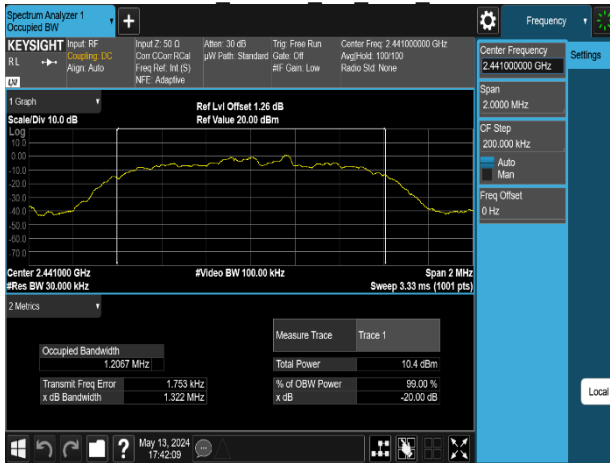 Spectrum Analyzer 1
Occupied BW
Frequency
KEYSIGHT
RL
LXI
Input: RF
Coupling: DC
Align: Auto
Input Z: 50 Ω
Corr CCorr RCal
Freq Ref: Int (S)
NFE: Adaptive
Atten: 30 dB
µW Path: Standard
Trig: Free Run
Gate: Off
#IF Gain: Low
Center Freq: 2.441000000 GHz
Avg|Hold: 100/100
Radio Std: None
Center Frequency
2.441000000 GHz
Settings
Span
2.0000 MHz
CF Step
200.000 kHz
Auto
Man
Freq Offset
0 Hz
Local
1 Graph
Scale/Div 10.0 dB
Ref Lvl Offset 1.26 dB
Ref Value 20.00 dBm
Log
10.0
0.00
-10.0
-20.0
-30.0
-40.0
-50.0
-60.0
-70.0
Center 2.441000 GHz
#Res BW 30.000 kHz
#Video BW 100.00 kHz
Span 2 MHz
Sweep 3.33 ms (1001 pts)
2 Metrics
Measure Trace Trace 1
Occupied Bandwidth
1.2067 MHz
Total Power 10.4 dBm
Transmit Freq Error 1.753 kHz
% of OBW Power 99.00 %
x dB Bandwidth 1.322 MHz
x dB -20.00 dB
?
May 13, 2024
17:42:09